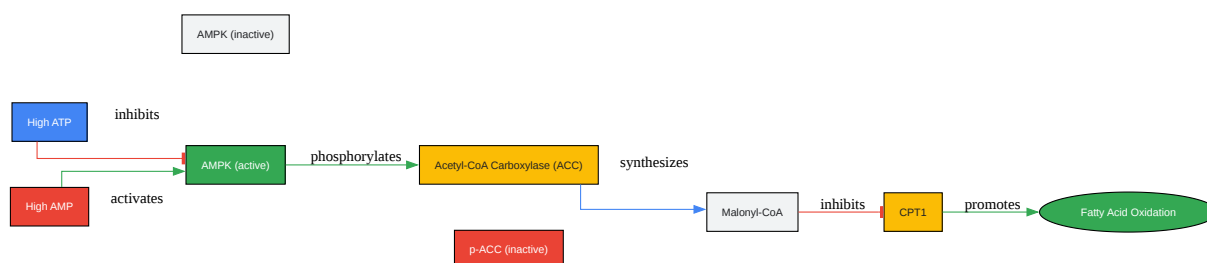 AMPK (inactive)
High ATP
inhibits
AMPK (active)
phosphorylates
Acetyl-CoA Carboxylase (ACC)
synthesizes
High AMP
activates
Malonyl-CoA
inhibits
CPT1
promotes
Fatty Acid Oxidation
p-ACC (inactive)